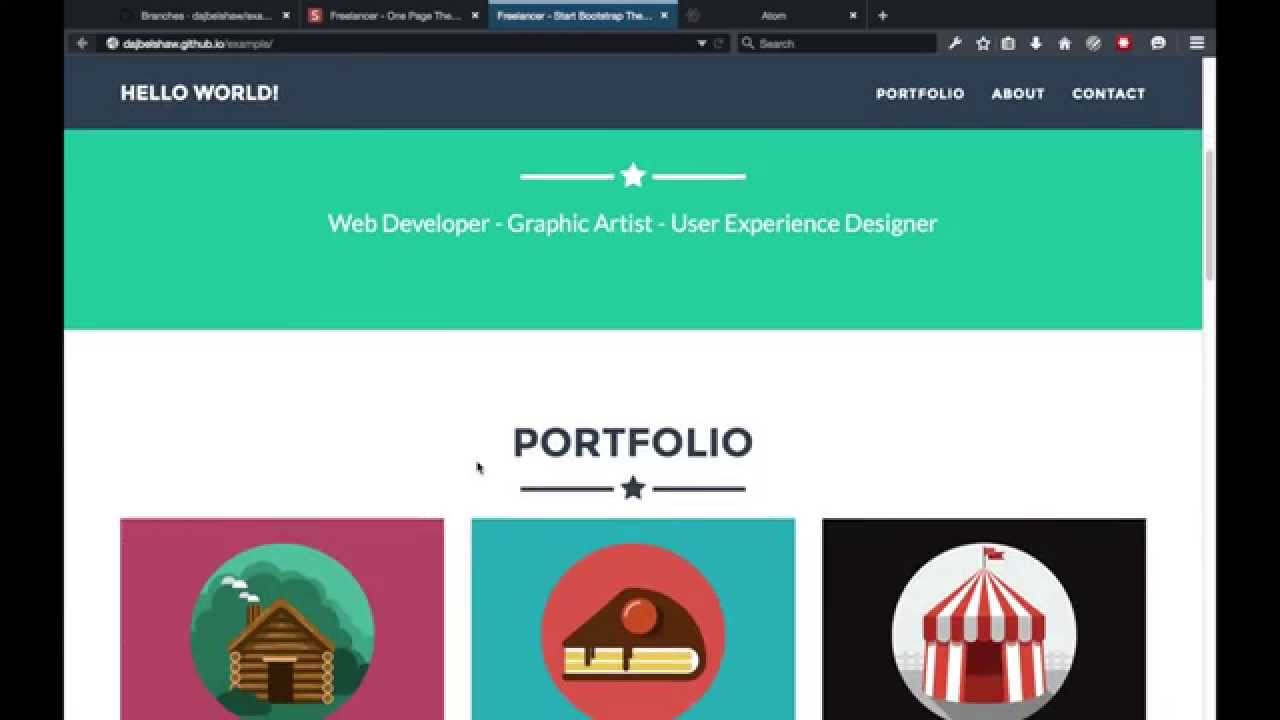 Branches · dajbelshaw/exa...
Freelancer - One Page The...
Freelancer - Start Bootstrap The...
Atom
dajbelshaw.github.io/example/
Search
HELLO WORLD!
PORTFOLIO ABOUT CONTACT
Web Developer - Graphic Artist - User Experience Designer
PORTFOLIO